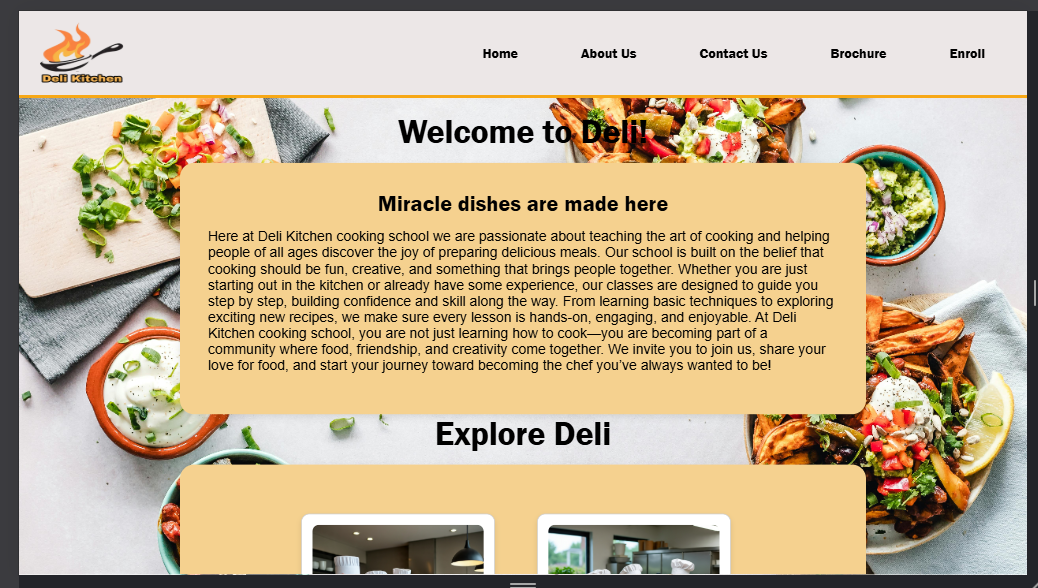 Deli Kitchen
Home
About Us
Contact Us
Brochure
Enroll
Welcome to Deli!
Miracle dishes are made here
Here at Deli Kitchen cooking school we are passionate about teaching the art of cooking and helping
people of all ages discover the joy of preparing delicious meals. Our school is built on the belief that
cooking should be fun, creative, and something that brings people together. Whether you are just
starting out in the kitchen or already have some experience, our classes are designed to guide you
step by step, building confidence and skill along the way. From learning basic techniques to exploring
exciting new recipes, we make sure every lesson is hands-on, engaging, and enjoyable. At Deli
Kitchen cooking school, you are not just learning how to cook—you are becoming part of a
community where food, friendship, and creativity come together. We invite you to join us, share your
love for food, and start your journey toward becoming the chef you’ve always wanted to be!
Explore Deli